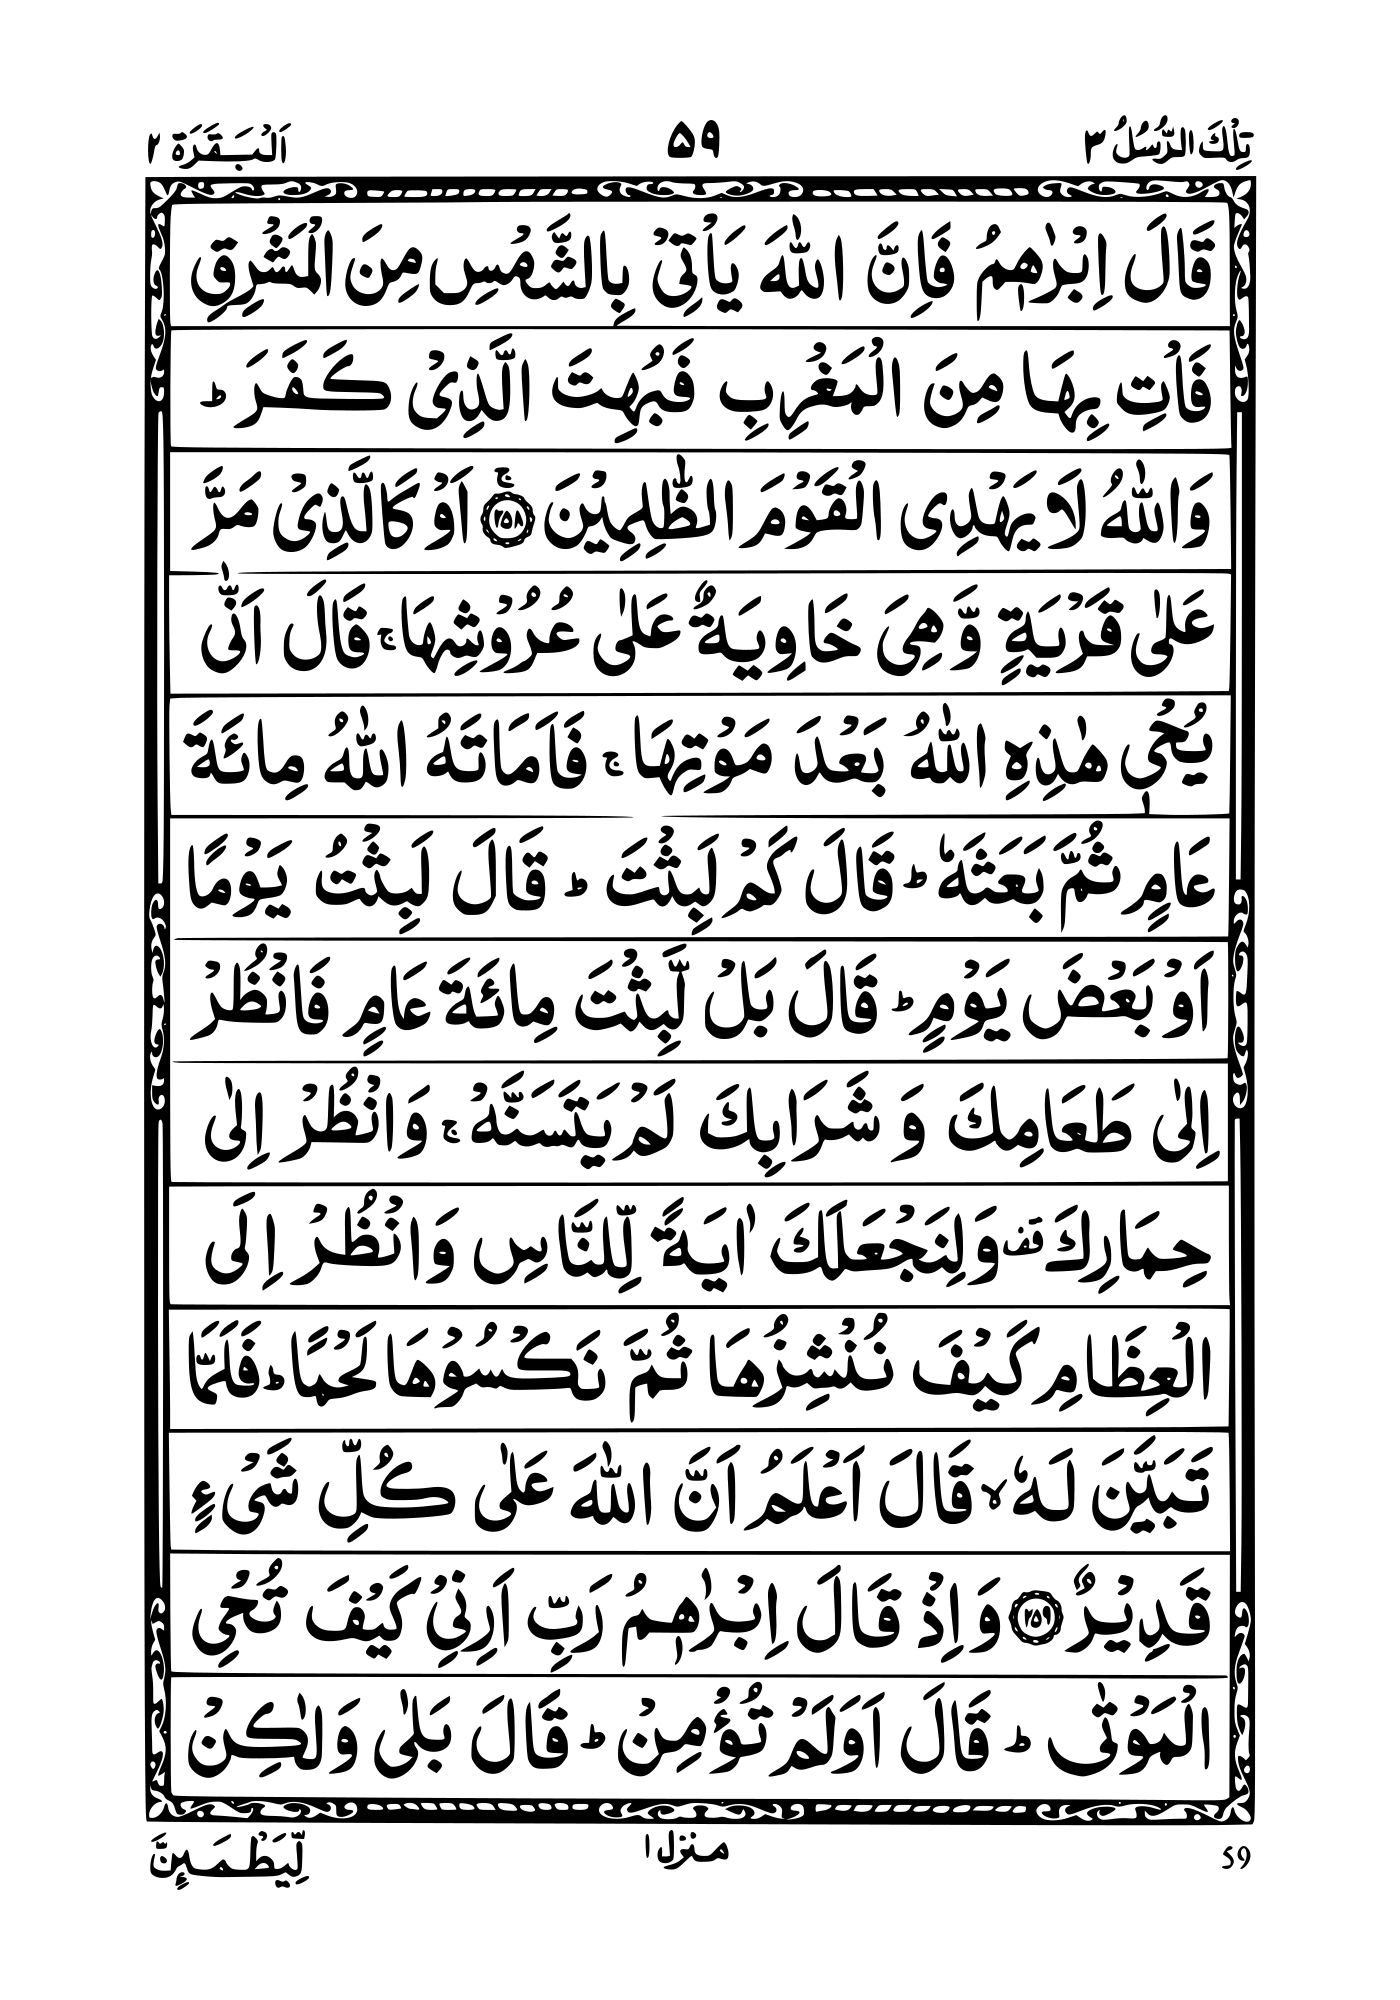 تِلْكَ الرُّسُلُ ٣ ٥٩ اَلْبَقَرَة ٢
قَالَ اِبْرٰهٖمُ فَاِنَّ اللّٰهَ يَاْتِىْ بِالشَّمْسِ مِنَ الْمَشْرِقِ
فَاْتِ بِهَا مِنَ الْمَغْرِبِ فَبُهِتَ الَّذِىْ كَفَرَ ؕ
وَاللّٰهُ لَا يَهْدِى الْقَوْمَ الظّٰلِمِيْنَ ۚ‏﴿۲۵۸﴾ اَوْ كَالَّذِىْ مَرَّ
عَلٰى قَرْيَةٍ وَّ هِىَ خَاوِيَةٌ عَلٰى عُرُوْشِهَا ۚ قَالَ اَنّٰى
يُحْىٖ هٰذِهِ اللّٰهُ بَعْدَ مَوْتِهَا ۚ فَاَمَاتَهُ اللّٰهُ مِائَةَ
عَامٍ ثُمَّ بَعَثَهٗ ؕ قَالَ كَمْ لَبِثْتَ ؕ قَالَ لَبِثْتُ يَوْمًا
اَوْ بَعْضَ يَوْمٍ ؕ قَالَ بَلْ لَّبِثْتَ مِائَةَ عَامٍ فَانْظُرْ
اِلٰى طَعَامِكَ وَ شَرَابِكَ لَمْ يَتَسَنَّهْ ۚ وَانْظُرْ اِلٰى
حِمَارِكَ قف وَلِنَجْعَلَكَ اٰيَةً لِّلنَّاسِ وَانْظُرْ اِلَى
الْعِظَامِ كَيْفَ نُنْشِزُهَا ثُمَّ نَكْسُوْهَا لَحْمًا ؕ فَلَمَّا
تَبَيَّنَ لَهٗ ۙ قَالَ اَعْلَمُ اَنَّ اللّٰهَ عَلٰى كُلِّ شَىْءٍ
قَدِيْرٌ ﴿۲۵۹﴾ وَ اِذْ قَالَ اِبْرٰهٖمُ رَبِّ اَرِنِىْ كَيْفَ تُحْىِ
الْمَوْتٰى ؕ قَالَ اَوَلَمْ تُؤْمِنْ ؕ قَالَ بَلٰى وَلٰكِنْ
59 منزل ١ لِّيَطْمَـِٕنَّ